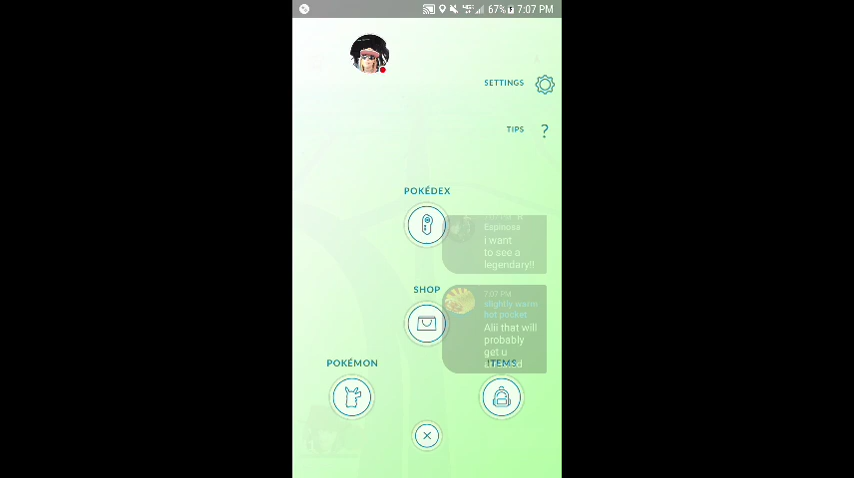 67% 7:07 PM
SETTINGS
TIPS
?
POKÉDEX
Espinosa
i want
to see a
legendary!!
SHOP
7:07 PM
slightly warm
hot pocket
Alii that will
probably
get u
POKÉMON
ITEMS